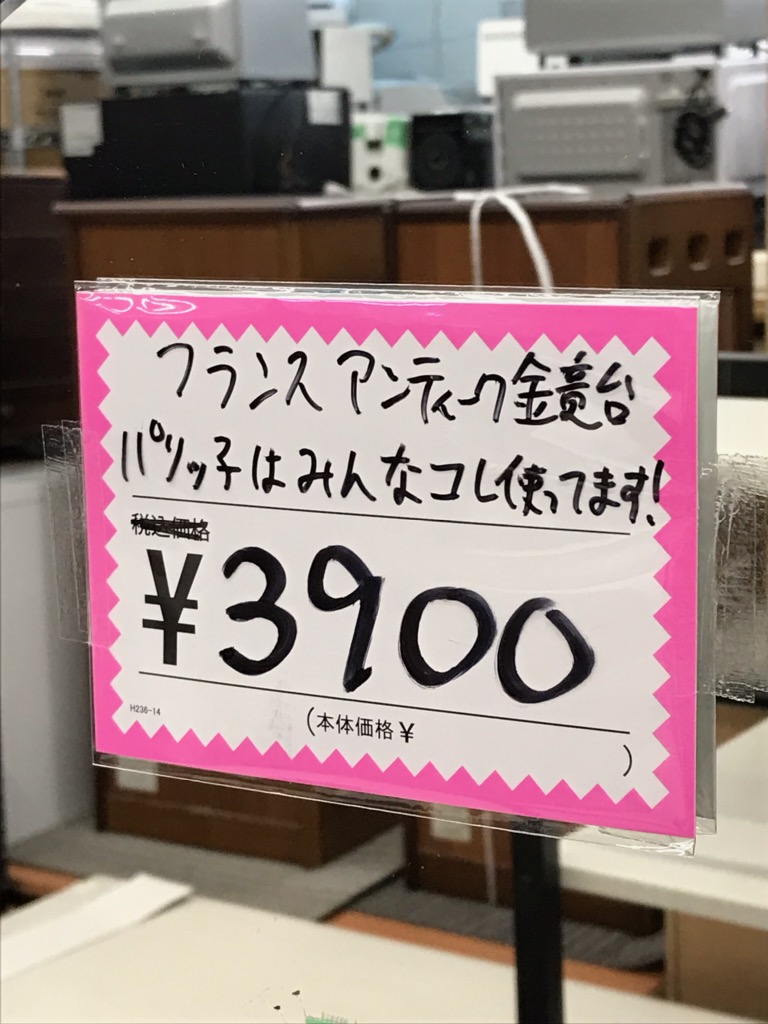 フランスアンティーク鏡台
パリッ子はみんなコレ使ってます!
税込価格
¥3900
H236-14
(本体価格¥ )